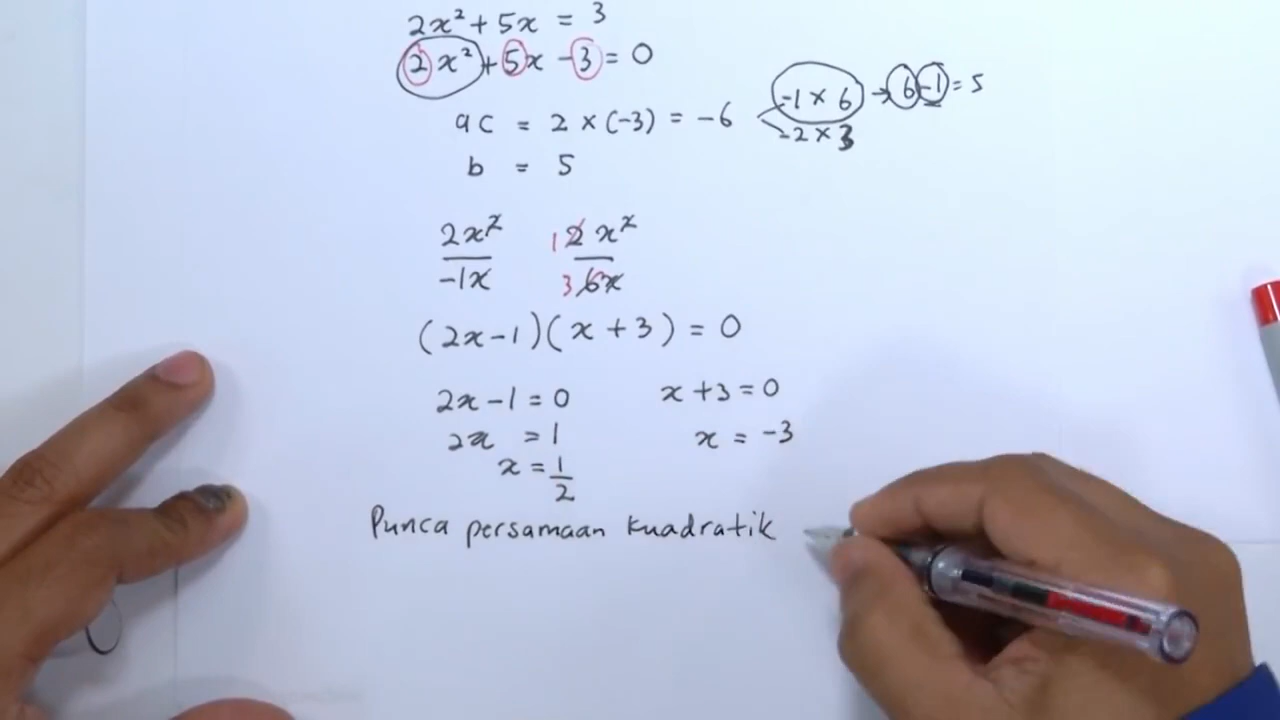 2x² + 5x = 3
2x² + 5x - 3 = 0
-1 × 6 → 6 - 1 = 5
ac = 2 × (-3) = -6
-2 × 3
b = 5
2x²/-1x 1 2x²/3 6x
(2x-1)(x+3) = 0
2x-1 = 0 x+3 = 0
2x = 1 x = -3
x = 1/2
Punca persamaan kuadratik